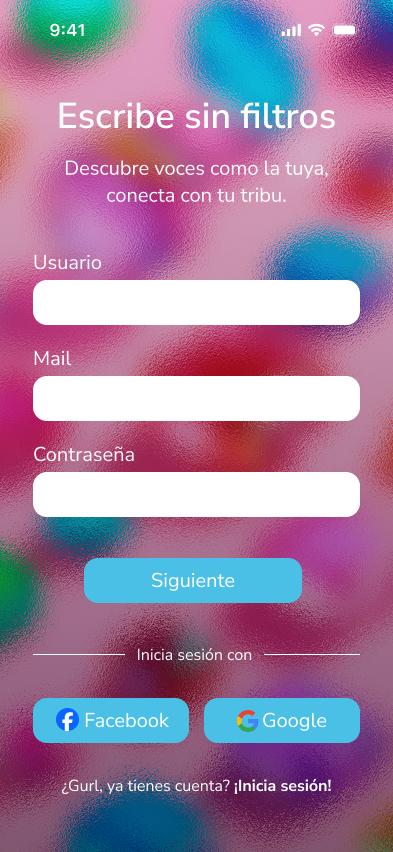 9:41
Escribe sin filtros
Descubre voces como la tuya,
conecta con tu tribu.
Usuario
Mail
Contraseña
Siguiente
Inicia sesión con
Facebook
Google
¿Gurl, ya tienes cuenta? ¡Inicia sesión!